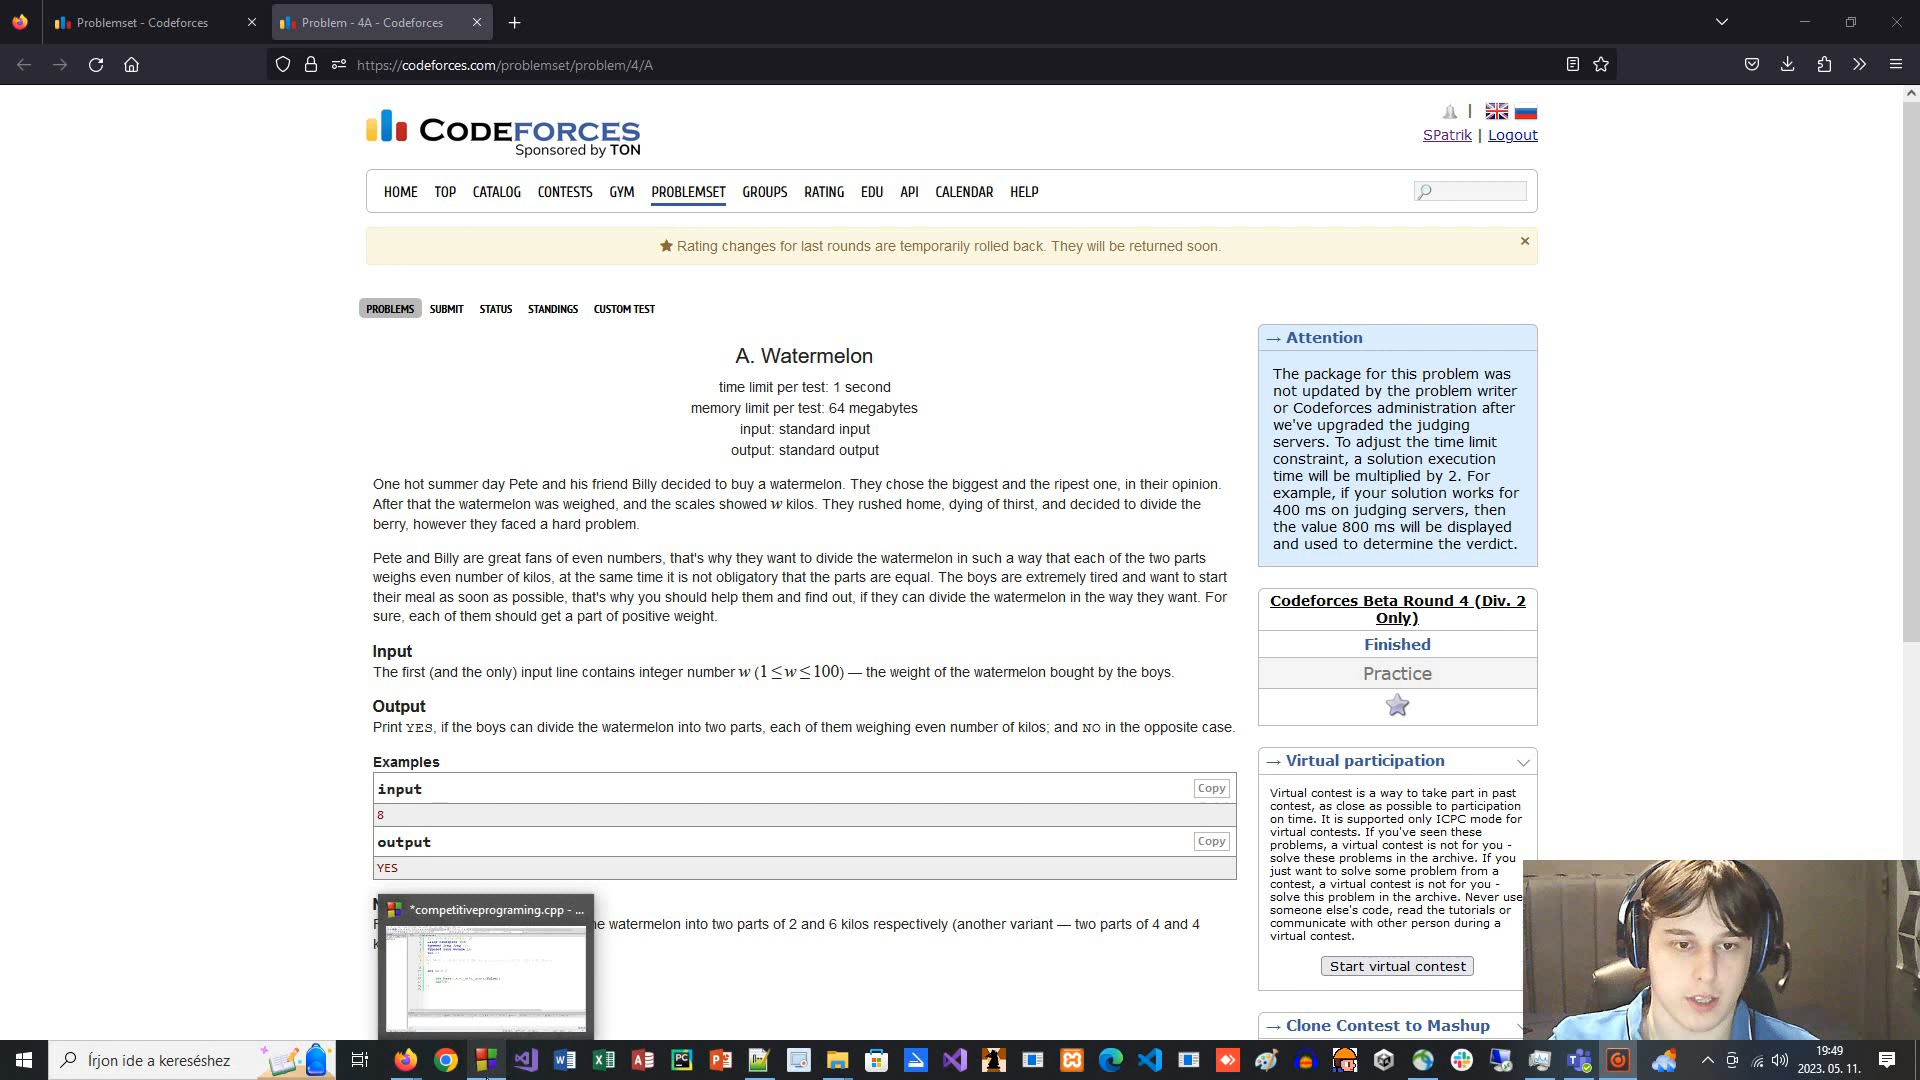 Problemset - Codeforces
Problem - 4A - Codeforces
https://codeforces.com/problemset/problem/4/A
CODEFORCES
Sponsored by TON
|
SPatrik | Logout
HOME TOP CATALOG CONTESTS GYM PROBLEMSET GROUPS RATING EDU API CALENDAR HELP
Rating changes for last rounds are temporarily rolled back. They will be returned soon.
PROBLEMS SUBMIT STATUS STANDINGS CUSTOM TEST
A. Watermelon
time limit per test: 1 second
memory limit per test: 64 megabytes
input: standard input
output: standard output
One hot summer day Pete and his friend Billy decided to buy a watermelon. They chose the biggest and the ripest one, in their opinion.
After that the watermelon was weighed, and the scales showed w kilos. They rushed home, dying of thirst, and decided to divide the
berry, however they faced a hard problem.
Pete and Billy are great fans of even numbers, that's why they want to divide the watermelon in such a way that each of the two parts
weighs even number of kilos, at the same time it is not obligatory that the parts are equal. The boys are extremely tired and want to start
their meal as soon as possible, that's why you should help them and find out, if they can divide the watermelon in the way they want. For
sure, each of them should get a part of positive weight.
Input
The first (and the only) input line contains integer number w (1 ≤ w ≤ 100) — the weight of the watermelon bought by the boys.
Output
Print YES, if the boys can divide the watermelon into two parts, each of them weighing even number of kilos; and NO in the opposite case.
Examples
input
Copy
8
output
Copy
YES
*competitiveprograming.cpp - ...
he watermelon into two parts of 2 and 6 kilos respectively (another variant — two parts of 4 and 4
→ Attention
The package for this problem was
not updated by the problem writer
or Codeforces administration after
we've upgraded the judging
servers. To adjust the time limit
constraint, a solution execution
time will be multiplied by 2. For
example, if your solution works for
400 ms on judging servers, then
the value 800 ms will be displayed
and used to determine the verdict.
Codeforces Beta Round 4 (Div. 2
Only)
Finished
Practice
→ Virtual participation
Virtual contest is a way to take part in past
contest, as close as possible to participation
on time. It is supported only ICPC mode for
virtual contests. If you've seen these
problems, a virtual contest is not for you -
solve these problems in the archive. If you
just want to solve some problem from a
contest, a virtual contest is not for you -
solve this problem in the archive. Never use
someone else's code, read the tutorials or
communicate with other person during a
virtual contest.
Start virtual contest
→ Clone Contest to Mashup
Írjon ide a kereséshez
19:49
2023. 05. 11.